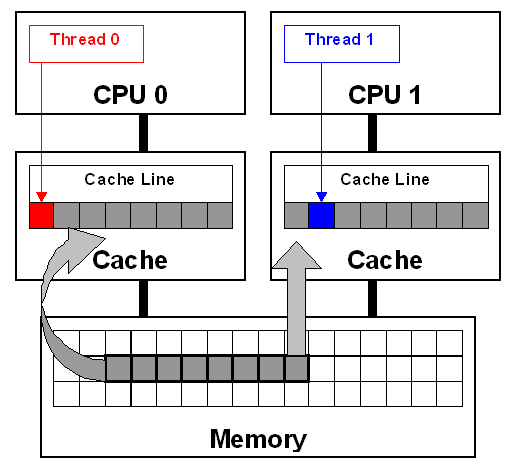 Thread 0
Thread 1
CPU 0
CPU 1
Cache Line
Cache Line
Cache
Cache
Memory